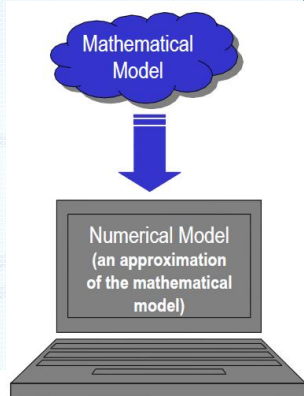 Mathematical
Model
Numerical Model
(an approximation
of the mathematical
model)